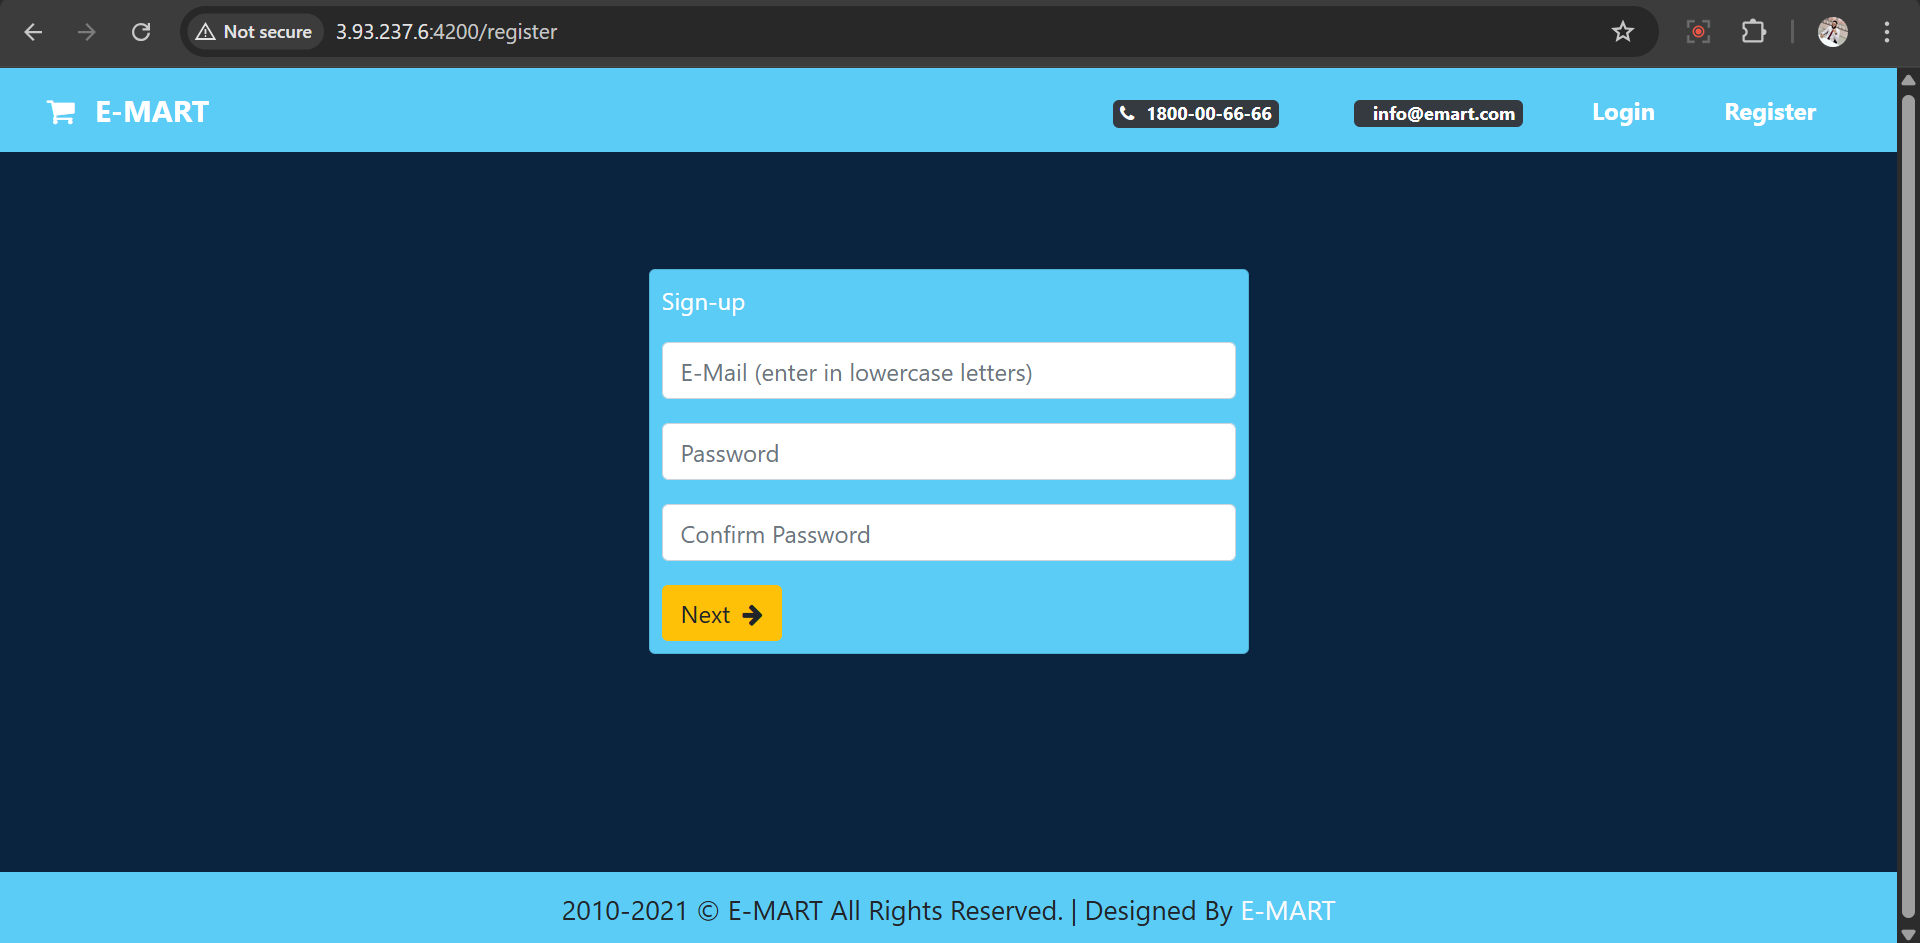 Not secure 3.93.237.6:4200/register
E-MART 1800-00-66-66 info@emart.com Login Register
Sign-up
E-Mail (enter in lowercase letters)
Password
Confirm Password
Next
2010-2021 © E-MART All Rights Reserved. | Designed By E-MART